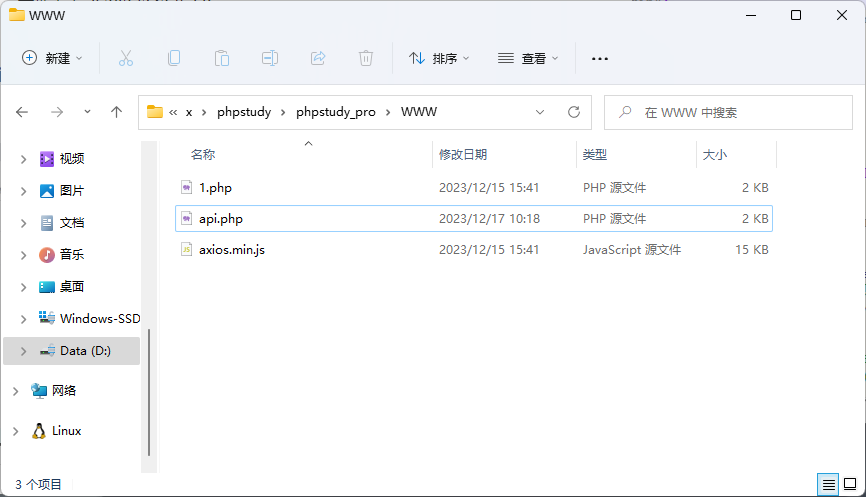 WWW
新建
排序
查看
« x > phpstudy > phpstudy_pro > WWW
在 WWW 中搜索
名称 修改日期 类型 大小
视频
图片
文档
音乐
桌面
Windows-SSD
Data (D:)
网络
Linux
1.php 2023/12/15 15:41 PHP 源文件 2 KB
api.php 2023/12/17 10:18 PHP 源文件 2 KB
axios.min.js 2023/12/15 15:41 JavaScript 源文件 15 KB
3 个项目